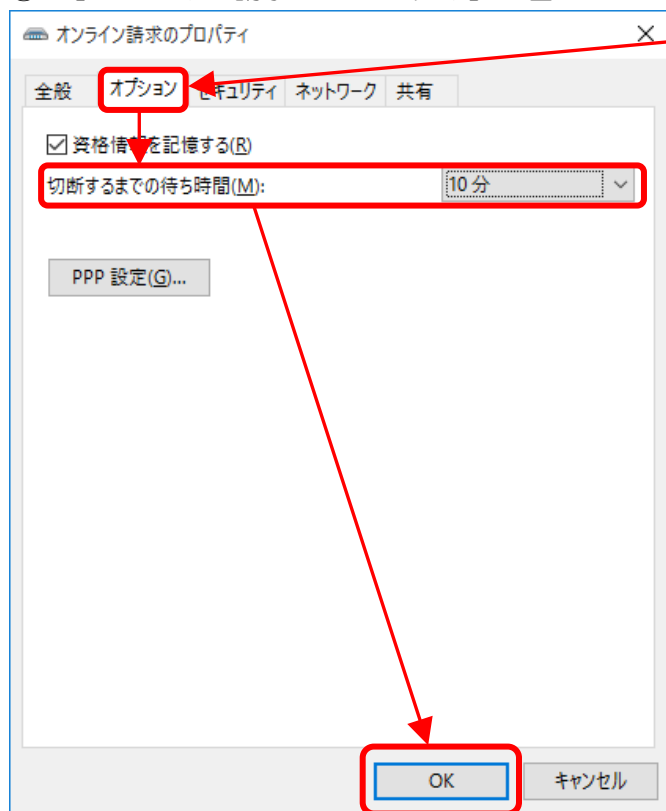 オンライン請求のプロパティ
全般 オプション セキュリティ ネットワーク 共有
資格情報を記憶する(R)
切断するまでの待ち時間(M): 10 分
PPP 設定(G)...
OK キャンセル